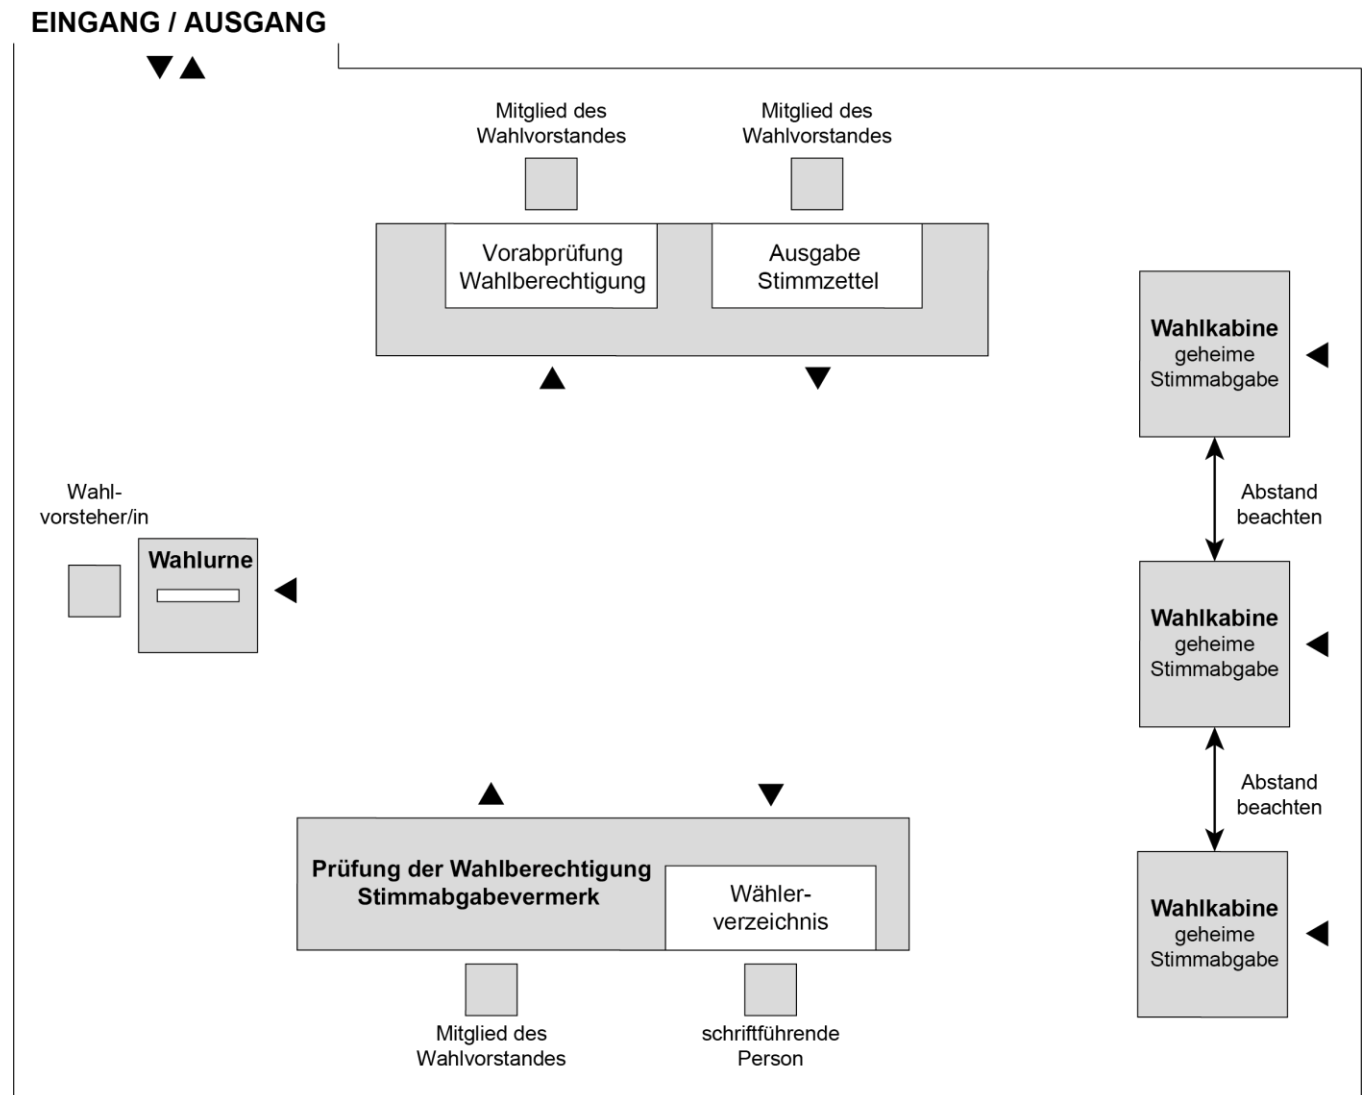 EINGANG / AUSGANG
Mitglied des
Wahlvorstandes
Mitglied des
Wahlvorstandes
Vorabprüfung
Wahlberechtigung
Ausgabe
Stimmzettel
Wahlkabine
geheime
Stimmabgabe
Abstand
beachten
Wahl-
vorsteher/in
Wahlurne
Wahlkabine
geheime
Stimmabgabe
Abstand
beachten
Prüfung der Wahlberechtigung
Stimmabgabevermerk
Wähler-
verzeichnis
Wahlkabine
geheime
Stimmabgabe
Mitglied des
Wahlvorstandes
schriftführende
Person